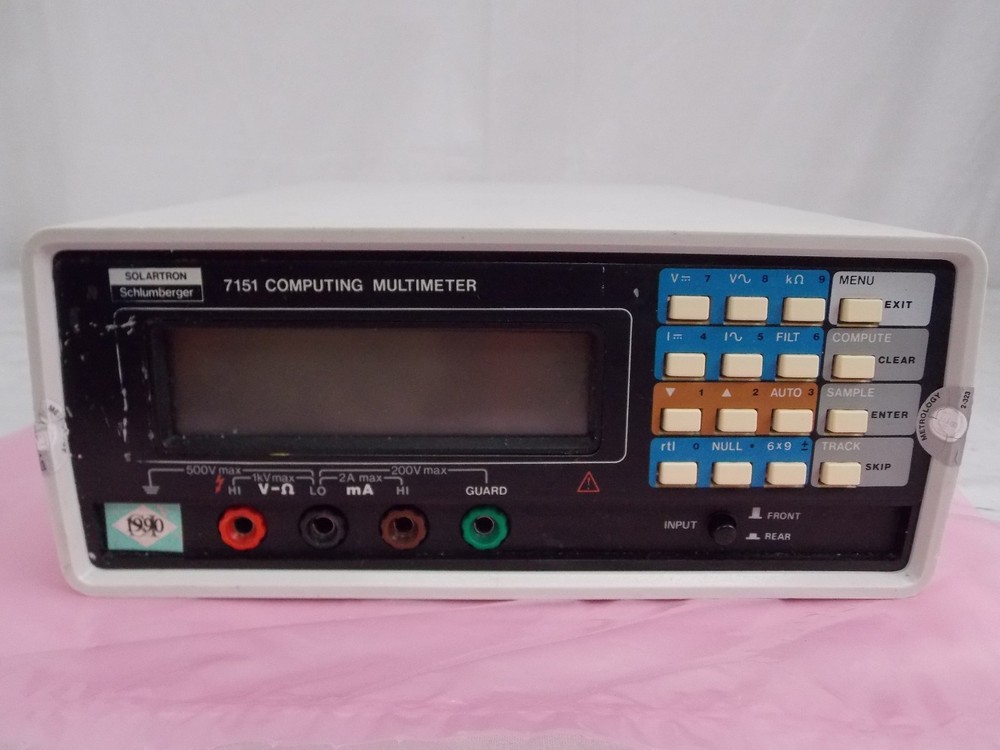 SOLARTRON
Schlumberger
7151 COMPUTING MULTIMETER
V⎓ 7 V∿ 8 kΩ 9 MENU
EXIT
I⎓ 4 I∿ 5 FILT 6 COMPUTE
CLEAR
▼ 1 ▲ 2 AUTO 3 SAMPLE
ENTER
rtl 0 NULL • 6x9 ± TRACK
SKIP
500V max 200V max
1kV max 2A max
HI V-Ω LO mA HI GUARD
INPUT FRONT
REAR
METROLOGY
2-323